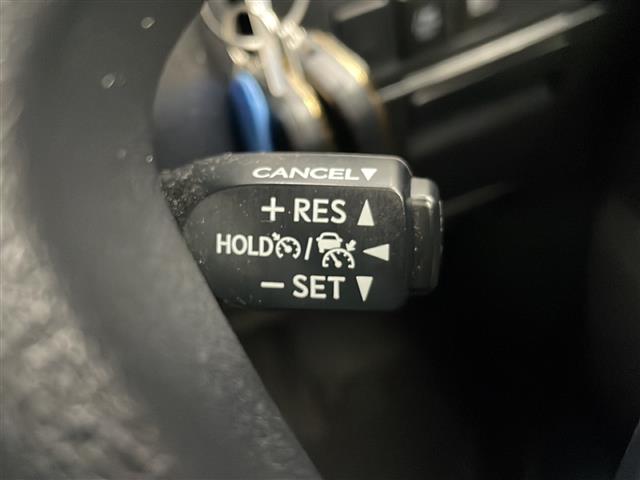 CANCEL▼
+ RES ▲
HOLD / ◀
− SET ▼